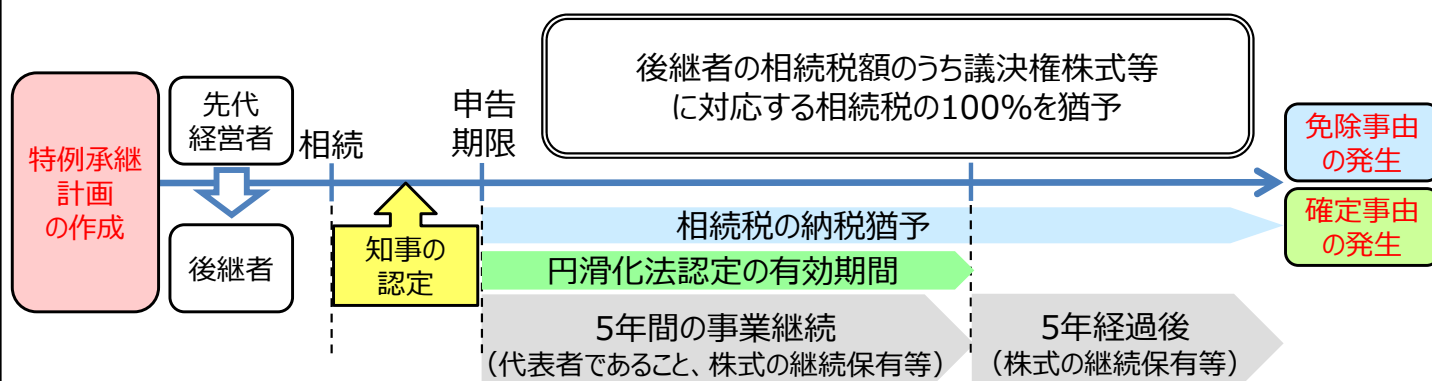 後継者の相続税額のうち議決権株式等
に対応する相続税の100%を猶予
特例承継
計画
の作成
先代
経営者
後継者
相続
知事の
認定
申告
期限
相続税の納税猶予
円滑化法認定の有効期間
5年間の事業継続
（代表者であること、株式の継続保有等）
5年経過後
（株式の継続保有等）
免除事由
の発生
確定事由
の発生